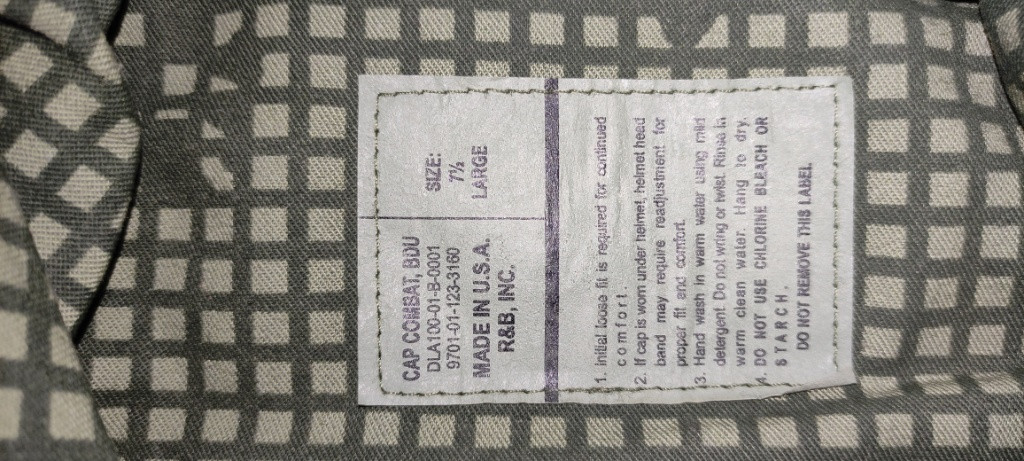 CAP COMBAT, BDU
DLA100-01-B-0001
9701-01-123-3160
MADE IN U.S.A.
R&B, INC.
SIZE:
7½
LARGE
1. Initial loose fit is required for continued
comfort.
2. If cap is worn under helmet, helmet head
band may require readjustment for
proper fit and comfort.
3. Hand wash in warm water using mild
detergent Do not wring or twist. Rinse in
warm clean water. Hang to dry.
4. DO NOT USE CHLORINE BLEACH OR
STARCH.
DO NOT REMOVE THIS LABEL